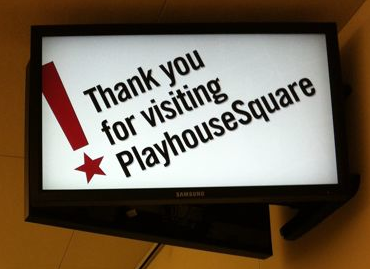 Thank you
for visiting
PlayhouseSquare
SAMSUNG